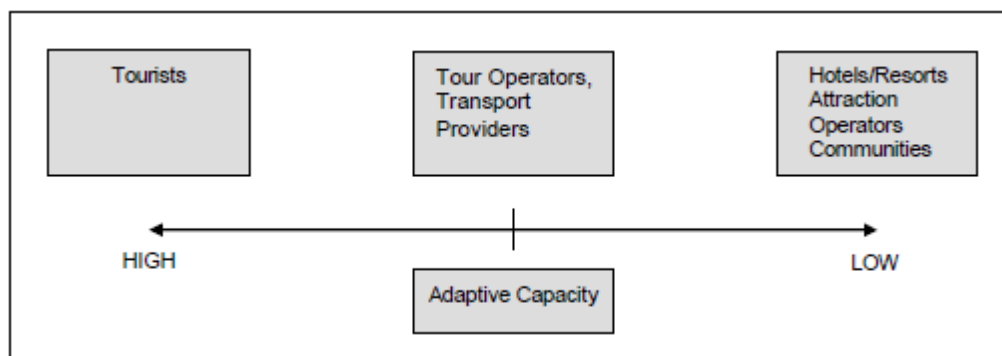 Tourists
Tour Operators,
Transport
Providers
Hotels/Resorts
Attraction
Operators
Communities
HIGH
LOW
Adaptive Capacity